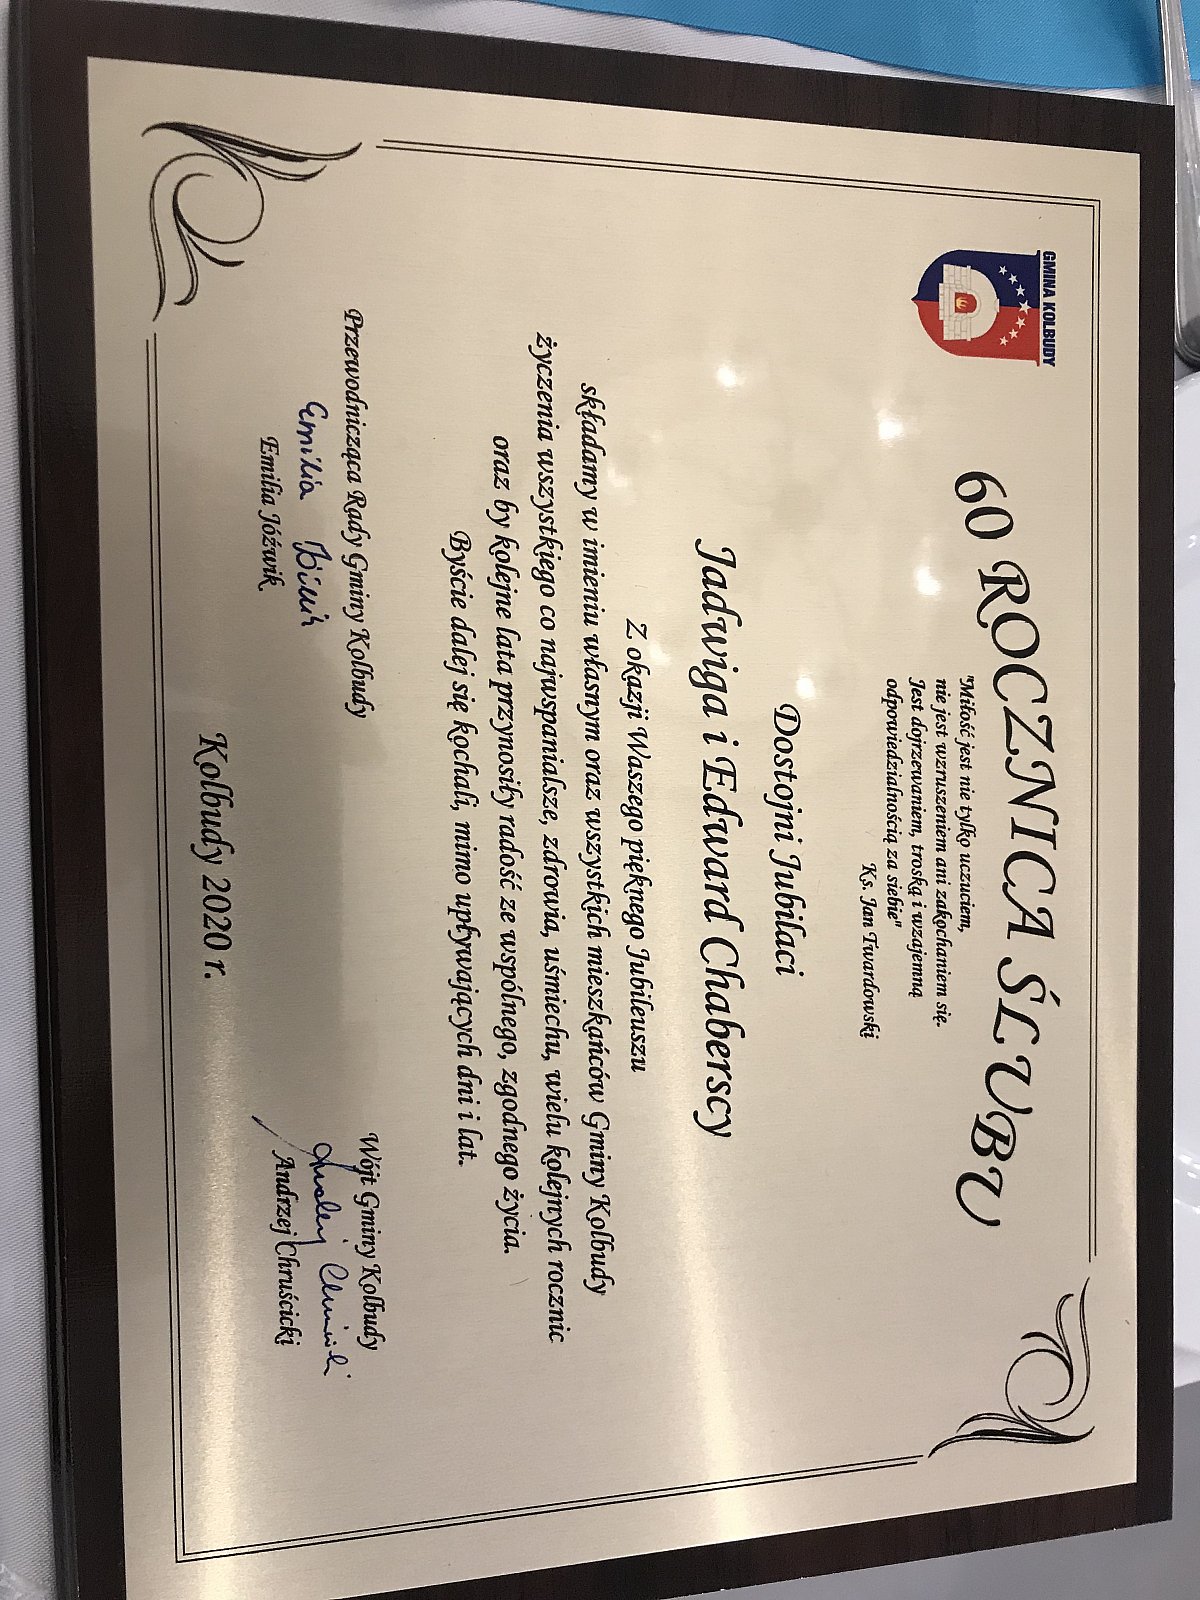 GMINA KOLBUDY
60 ROCZNICA ŚLUBU
"Miłość jest nie tylko uczuciem,
nie jest wzruszeniem ani zakochaniem się.
Jest dojrzewaniem, troską i wzajemną
odpowiedzialnością za siebie"
Ks. Jan Twardowski
Dostojni Jubilaci
Jadwiga i Edward Chaberscy
Z okazji Waszego pięknego Jubileuszu
składamy w imieniu własnym oraz wszystkich mieszkańców Gminy Kolbudy
życzenia wszystkiego co najwspanialsze, zdrowia, uśmiechu, wielu kolejnych rocznic
oraz by kolejne lata przynosiły radość ze wspólnego, zgodnego życia.
Byście dalej się kochali, mimo upływających dni i lat.
Przewodnicząca Rady Gminy Kolbudy
Emilia
Emilia Jóźwik
Wójt Gminy Kolbudy
Andrzej
Andrzej Chruścicki
Kolbudy 2020 r.